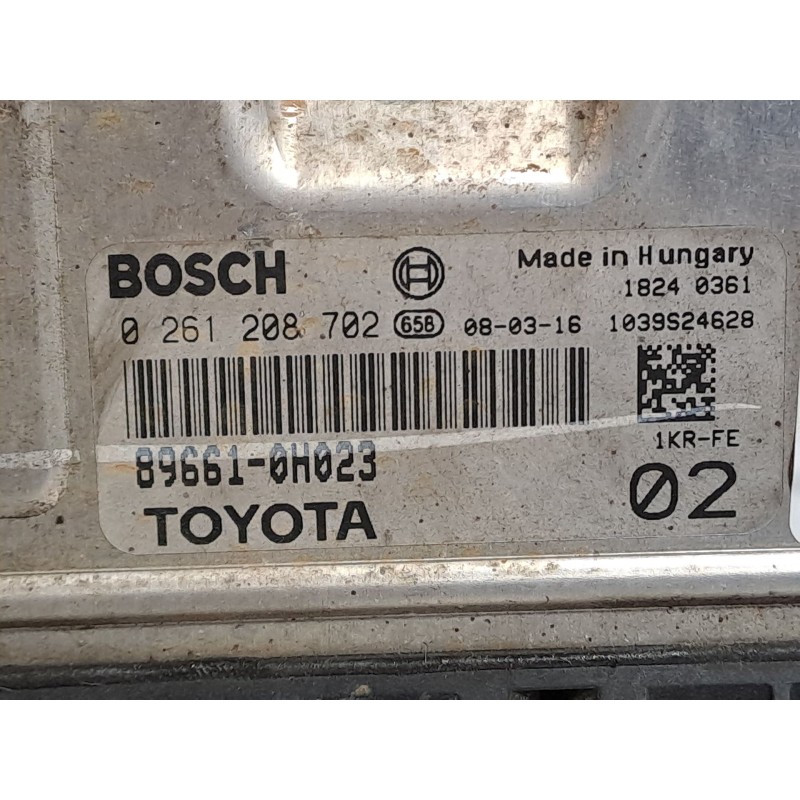 BOSCH
Made in Hungary
1824 0361
0 261 208 702 658 08-03-16 1039S24628
89661-0H023
1KR-FE
TOYOTA
02